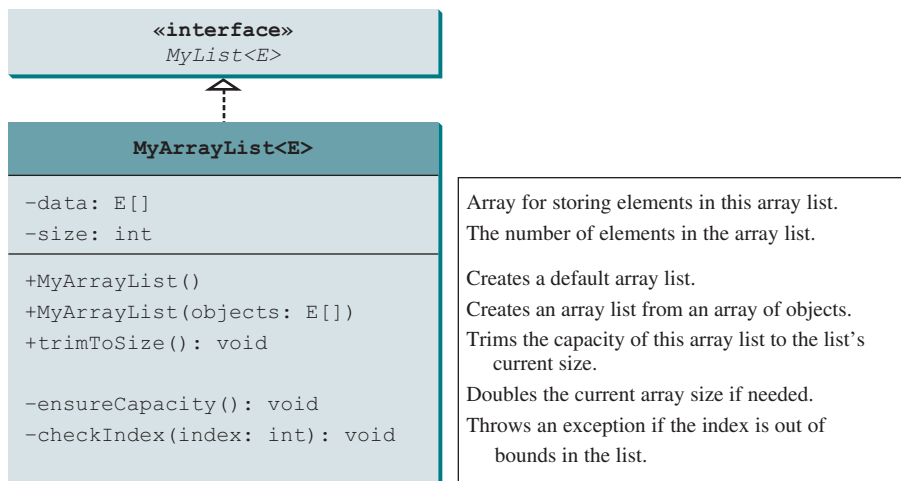 «interface»
MyList<E>
MyArrayList<E>
-data: E[]
-size: int
+MyArrayList()
+MyArrayList(objects: E[])
+trimToSize(): void
-ensureCapacity(): void
-checkIndex(index: int): void
Array for storing elements in this array list.
The number of elements in the array list.
Creates a default array list.
Creates an array list from an array of objects.
Trims the capacity of this array list to the list's
current size.
Doubles the current array size if needed.
Throws an exception if the index is out of
bounds in the list.